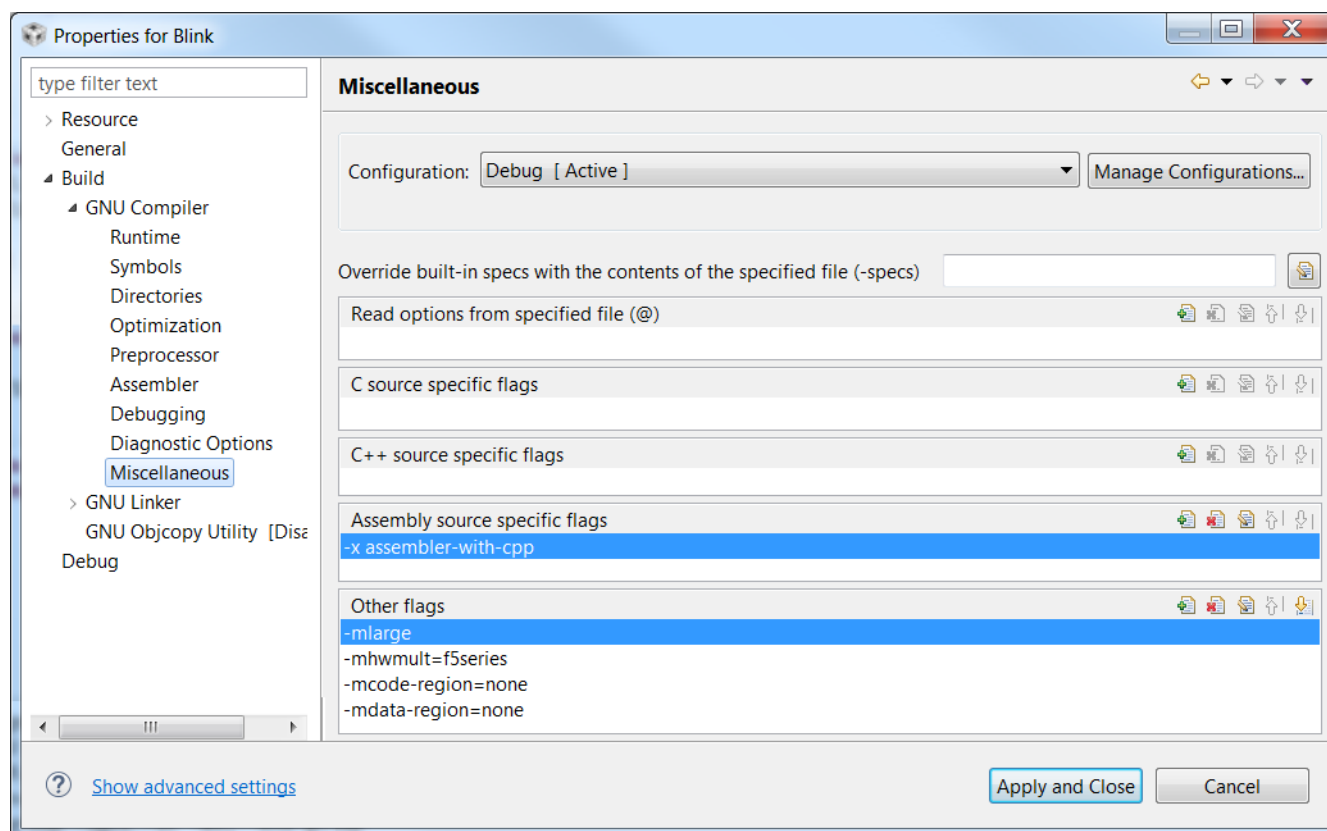 Properties for Blink
type filter text
Resource
General
Build
GNU Compiler
Runtime
Symbols
Directories
Optimization
Preprocessor
Assembler
Debugging
Diagnostic Options
Miscellaneous
GNU Linker
GNU Objcopy Utility [Disa
Debug
Miscellaneous
Configuration: Debug [ Active ] Manage Configurations...
Override built-in specs with the contents of the specified file (-specs)
Read options from specified file (@)
C source specific flags
C++ source specific flags
Assembly source specific flags
-x assembler-with-cpp
Other flags
-mlarge
-mhwmult=f5series
-mcode-region=none
-mdata-region=none
? Show advanced settings Apply and Close Cancel